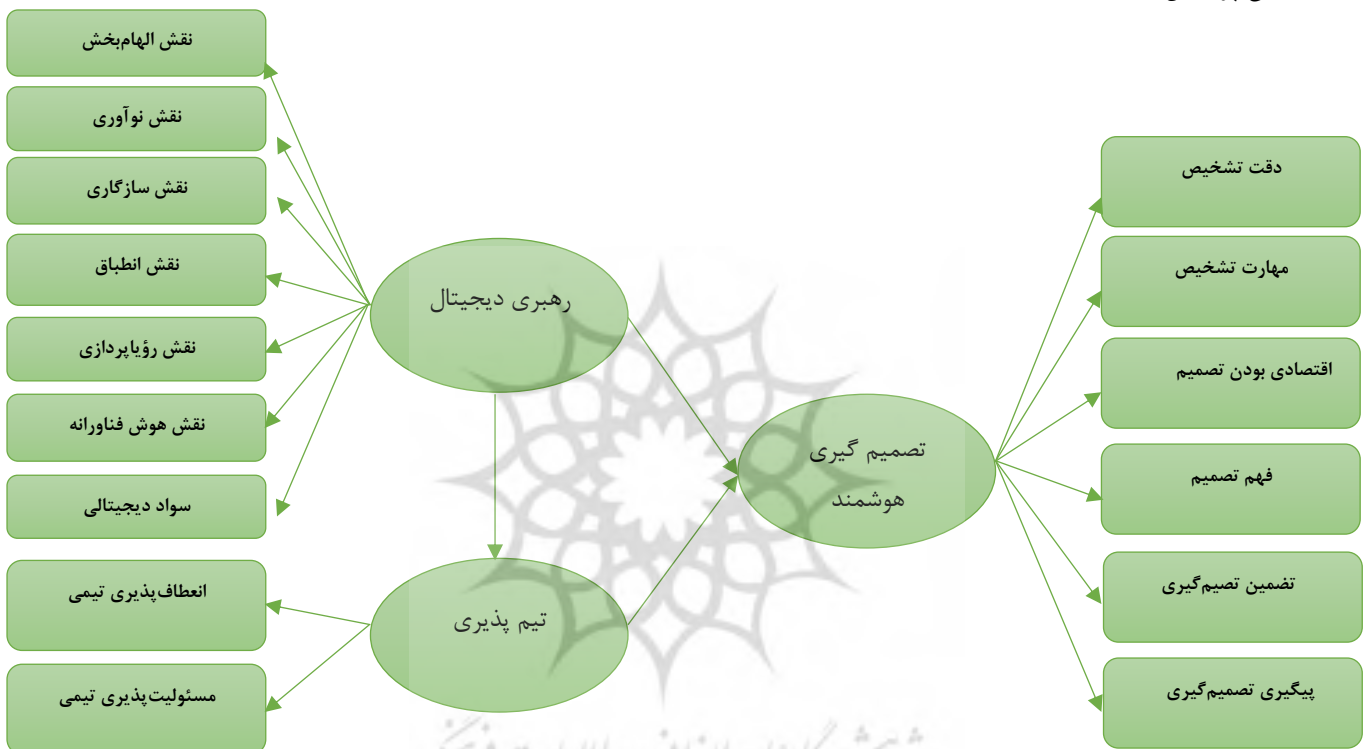 نقش الهام‌بخش
نقش نوآوری
نقش سازگاری
نقش انطباق
نقش رؤیاپردازی
نقش هوش فناورانه
سواد دیجیتالی
انعطاف‌پذیری تیمی
مسئولیت‌پذیری تیمی
رهبری دیجیتال
تیم پذیری
تصمیم گیری
هوشمند
دقت تشخیص
مهارت تشخیص
اقتصادی بودن تصمیم
فهم تصمیم
تضمین تصیم‌گیری
پیگیری تصمیم‌گیری